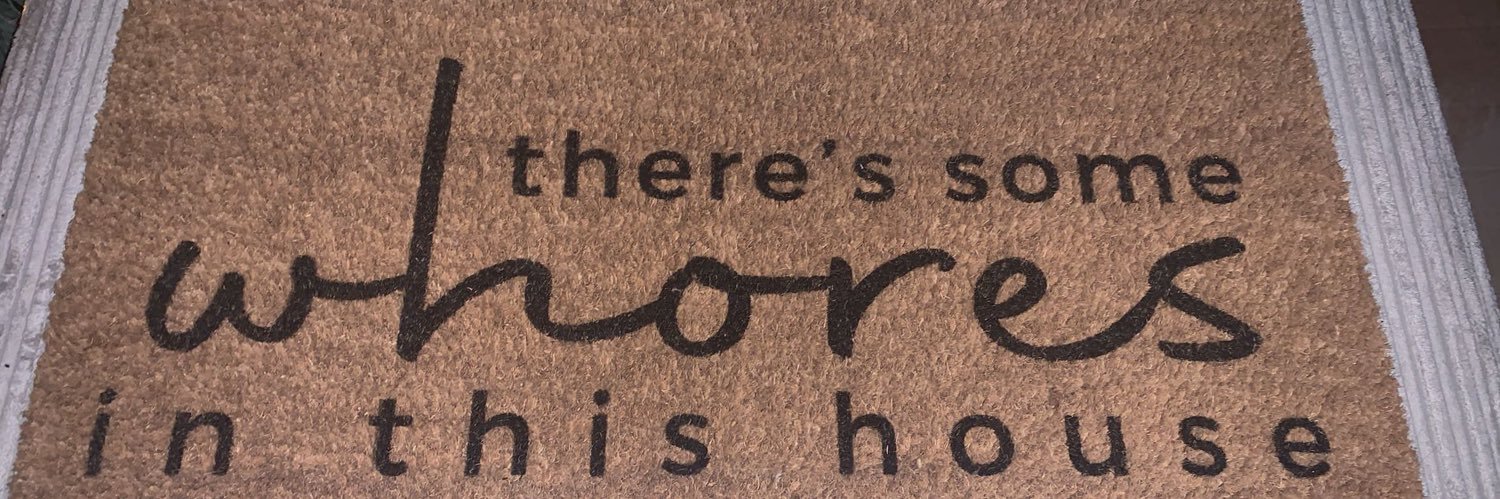 there's some
whores
in this house